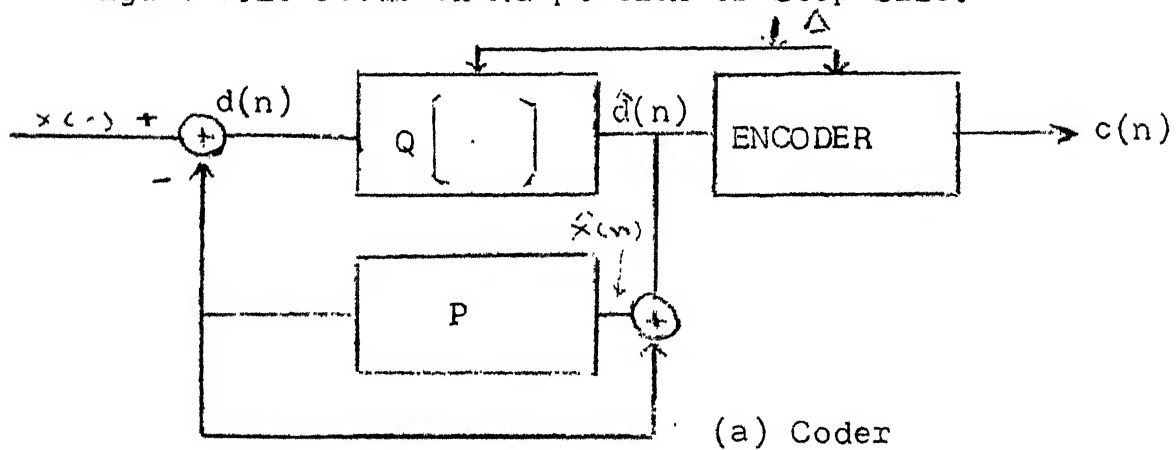 Δ
x(n) +
d(n)
Q [ . ]
d̂(n)
ENCODER
c(n)
+
−
x̂(n)
P
+
(a) Coder